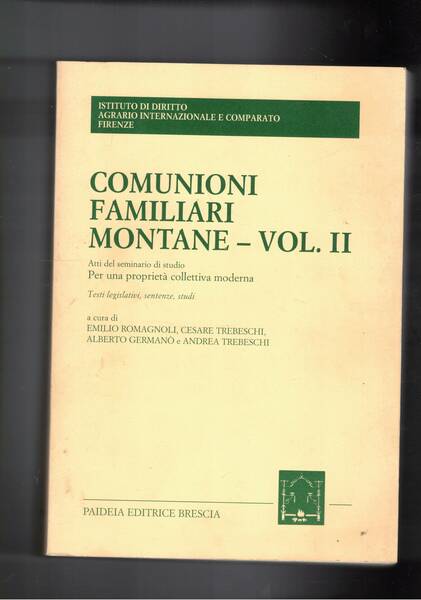 ISTITUTO DI DIRITTO
AGRARIO INTERNAZIONALE E COMPARATO
FIRENZE
COMUNIONI
FAMILIARI
MONTANE – VOL. II
Atti del seminario di studio
Per una proprietà collettiva moderna
Testi legislativi, sentenze, studi
a cura di
EMILIO ROMAGNOLI, CESARE TREBESCHI,
ALBERTO GERMANÒ e ANDREA TREBESCHI
PAIDEIA EDITRICE BRESCIA